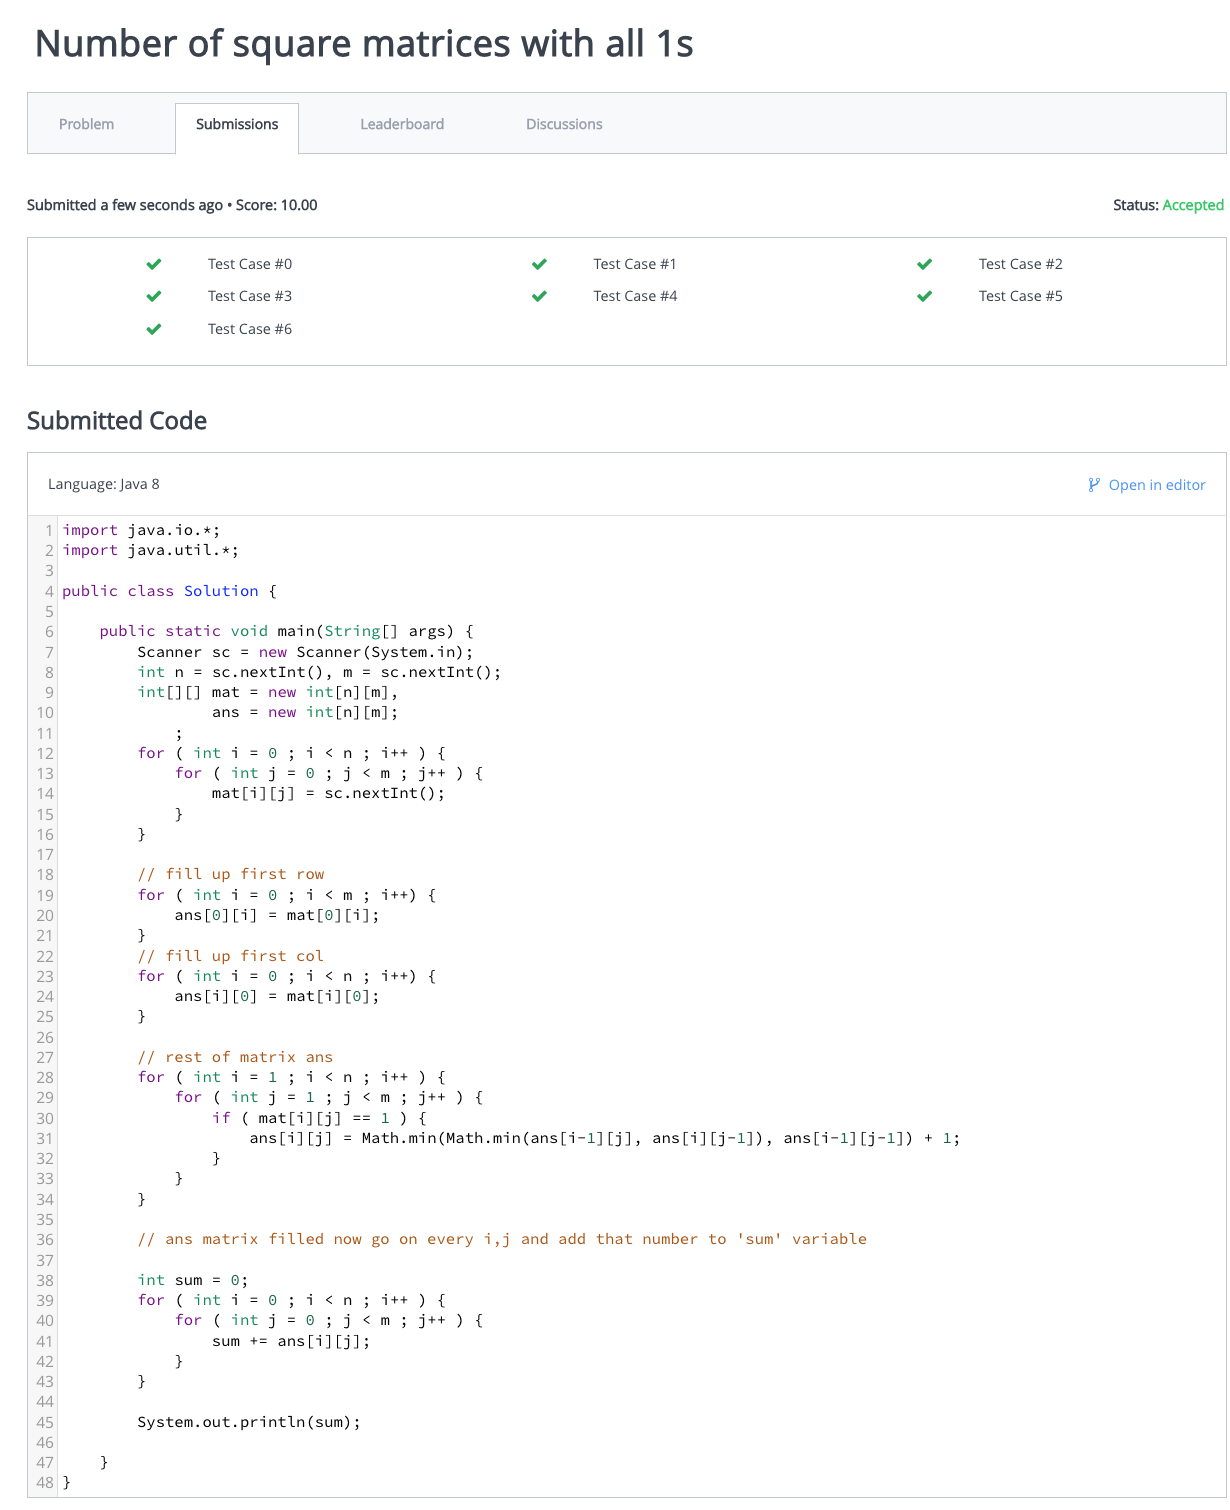 Number of square matrices with all 1s
Problem Submissions Leaderboard Discussions
Submitted a few seconds ago • Score: 10.00 Status: Accepted
Test Case #0 Test Case #1 Test Case #2
Test Case #3 Test Case #4 Test Case #5
Test Case #6
Submitted Code
Language: Java 8 Open in editor
1 import java.io.*;
2 import java.util.*;
3
4 public class Solution {
5
6     public static void main(String[] args) {
7         Scanner sc = new Scanner(System.in);
8         int n = sc.nextInt(), m = sc.nextInt();
9         int[][] mat = new int[n][m],
10                 ans = new int[n][m];
11             ;
12         for ( int i = 0 ; i < n ; i++ ) {
13             for ( int j = 0 ; j < m ; j++ ) {
14                 mat[i][j] = sc.nextInt();
15             }
16         }
17
18         // fill up first row
19         for ( int i = 0 ; i < m ; i++) {
20             ans[0][i] = mat[0][i];
21         }
22         // fill up first col
23         for ( int i = 0 ; i < n ; i++) {
24             ans[i][0] = mat[i][0];
25         }
26
27         // rest of matrix ans
28         for ( int i = 1 ; i < n ; i++ ) {
29             for ( int j = 1 ; j < m ; j++ ) {
30                 if ( mat[i][j] == 1 ) {
31                     ans[i][j] = Math.min(Math.min(ans[i-1][j], ans[i][j-1]), ans[i-1][j-1]) + 1;
32                 }
33             }
34         }
35
36         // ans matrix filled now go on every i,j and add that number to 'sum' variable
37
38         int sum = 0;
39         for ( int i = 0 ; i < n ; i++ ) {
40             for ( int j = 0 ; j < m ; j++ ) {
41                 sum += ans[i][j];
42             }
43         }
44
45         System.out.println(sum);
46
47     }
48 }